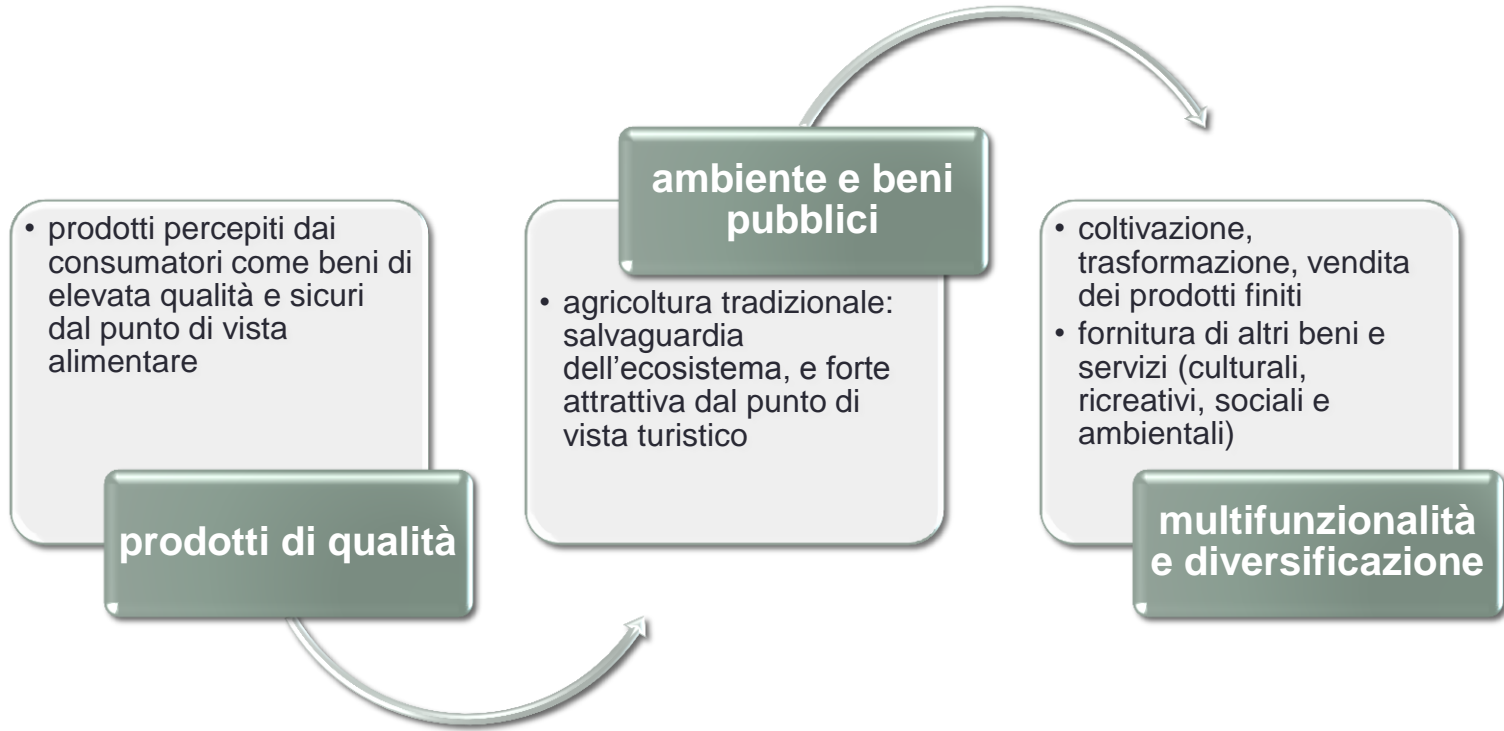 • prodotti percepiti dai
consumatori come beni di
elevata qualità e sicuri
dal punto di vista
alimentare
prodotti di qualità
ambiente e beni
pubblici
• agricoltura tradizionale:
salvaguardia
dell’ecosistema, e forte
attrattiva dal punto di
vista turistico
• coltivazione,
trasformazione, vendita
dei prodotti finiti
• fornitura di altri beni e
servizi (culturali,
ricreativi, sociali e
ambientali)
multifunzionalità
e diversificazione